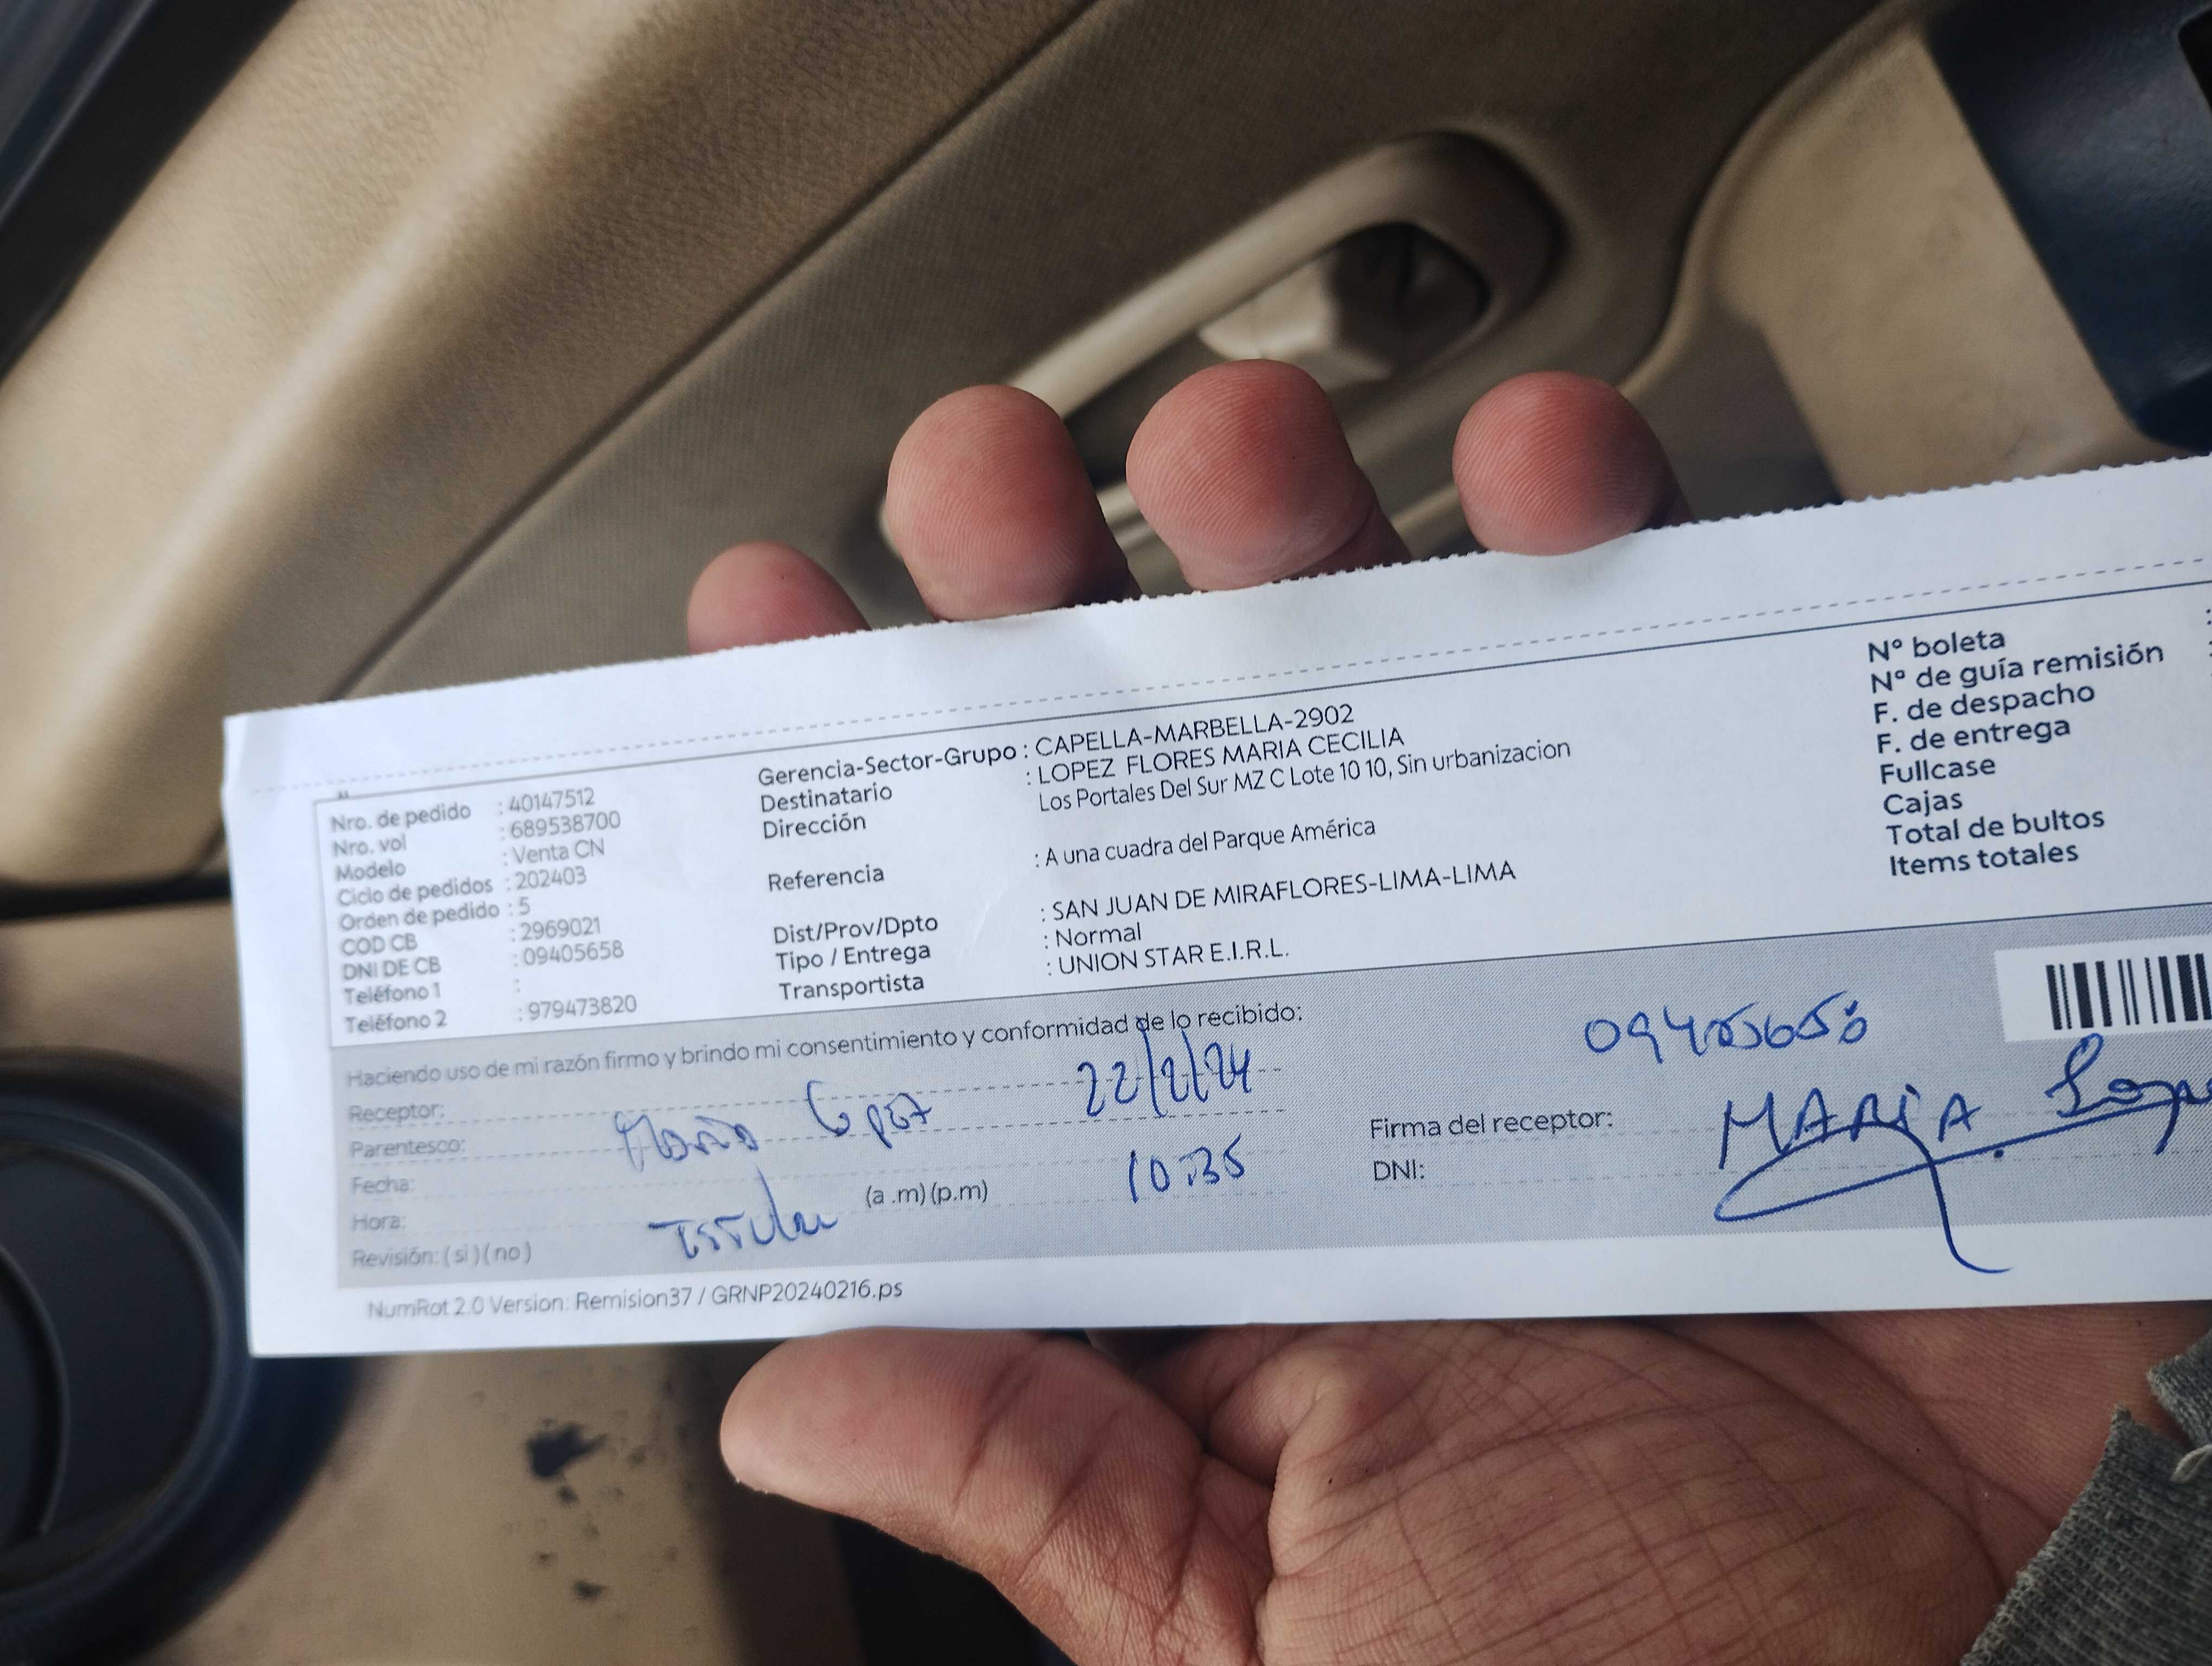 Nro. de pedido : 40147512
Nro. vol : 689538700
Modelo : Venta CN
Ciclo de pedidos : 202403
Orden de pedido : 5
COD CB : 2969021
DNI DE CB : 09405658
Teléfono 1 :
Teléfono 2 : 979473820
Gerencia-Sector-Grupo : CAPELLA-MARBELLA-2902
Destinatario : LOPEZ FLORES MARIA CECILIA
Dirección Los Portales Del Sur MZ C Lote 10 10, Sin urbanizacion
Referencia : A una cuadra del Parque América
Dist/Prov/Dpto : SAN JUAN DE MIRAFLORES-LIMA-LIMA
Tipo / Entrega : Normal
Transportista : UNION STAR E.I.R.L.
N° boleta :
N° de guía remisión :
F. de despacho
F. de entrega
Fullcase
Cajas
Total de bultos
Items totales
Haciendo uso de mi razón firmo y brindo mi consentimiento y conformidad de lo recibido:
Receptor:
Parentesco: Maria Lopez 22/2/24
Fecha:
Hora: (a .m) (p.m) 10:35
Revisión: ( si ) ( no )
09405658
Firma del receptor: MARIA Lope
DNI:
NumRot 2.0 Version: Remision37 / GRNP20240216.ps